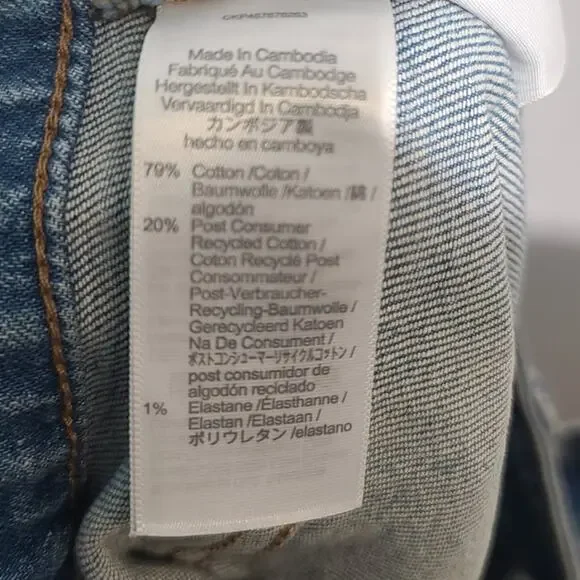 Made In Cambodia
Fabriqué Au Cambodge
Hergestellt In Kambodscha
Vervaardigd In Cambodja
カンボジア製
hecho en camboya
79% Cotton /Coton /
Baumwolle /Katoen /綿 /
algodón
20% Post Consumer
Recycled Cotton /
Coton Recyclé Post
Consommateur /
Post-Verbraucher-
Recycling-Baumwolle /
Gerecycleerd Katoen
Na De Consument /
ポストコンシューマーリサイクルコットン /
post consumidor de
algodón reciclado
1% Elastane /Élasthanne /
Elastan /Elastaan /
ポリウレタン /elastano